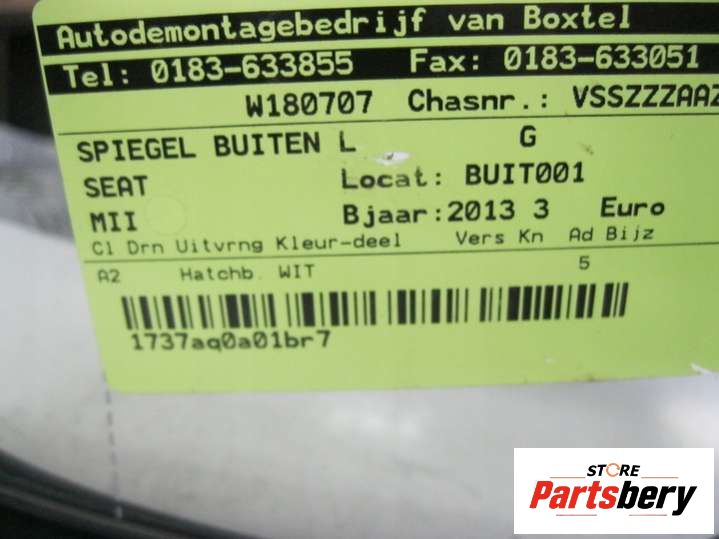 Autodemontagebedrijf van Boxtel
Tel: 0183-633855 Fax: 0183-633051
W180707 Chasnr.: VSSZZZAAZ
SPIEGEL BUITEN L G
SEAT Locat: BUIT001
MII Bjaar:2013 3 Euro
Cl Drn Uitvrng Kleur-deel Vers Kn Ad Bijz
A2 Hatchb. WIT 5
1737aq0a01br7
STORE
Partsbery